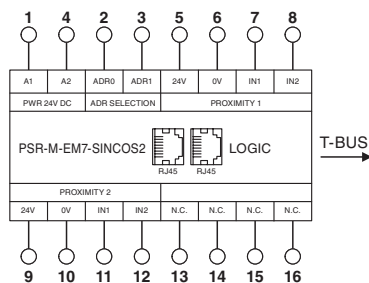 1 4 2 3 5 6 7 8
A1 A2 ADR0 ADR1 24V 0V IN1 IN2
PWR 24V DC ADR SELECTION PROXIMITY 1
PSR-M-EM7-SINCOS2 LOGIC T-BUS
RJ45 RJ45
PROXIMITY 2
24V 0V IN1 IN2 N.C. N.C. N.C. N.C.
9 10 11 12 13 14 15 16